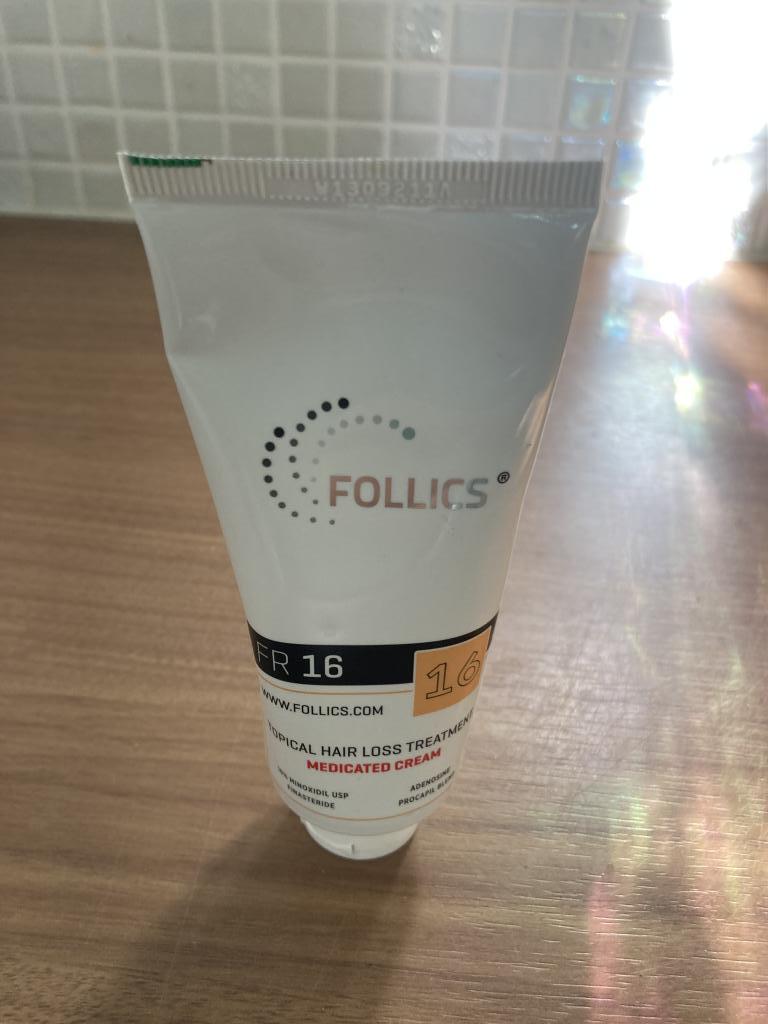 W1309211A
FOLLICS®
FR 16
16
WWW.FOLLICS.COM
TOPICAL HAIR LOSS TREATMENT
MEDICATED CREAM
MINOXIDIL USP
FINASTERIDE
ADENOSINE
PROCAPIL BLEND